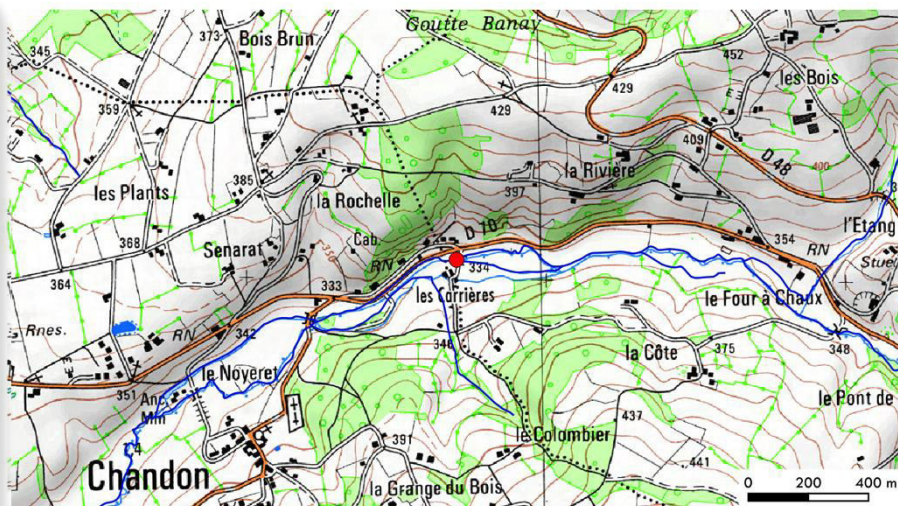 Goutte Banay
345
373
Bois Brun
452
les Bois
359
429
429
409
D 48
400
la Rivière
les Plants
385
la Rochelle
397
Cab.
D 10
354
RN
l'Etang
368
Senarat
350
RN
334
364
333
les Carrières
le Four à Chaux
Rnes.
RN
342
346
la Côte
375
348
351
le Noyeret
le Pont de
Anc.
Min
437
391
le Colombier
441
Chandon
la Grange du Bois
0 200 400 m